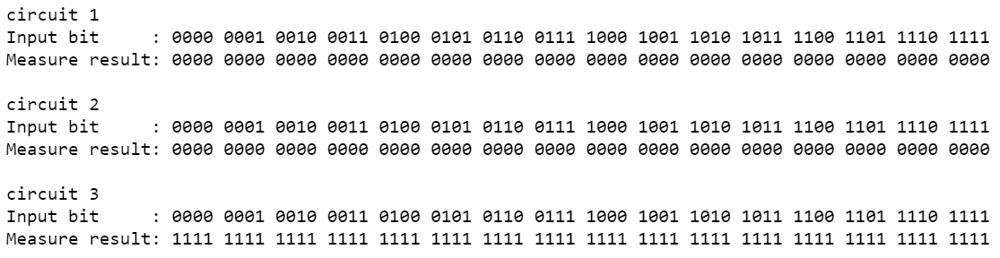 circuit 1
Input bit     : 0000 0001 0010 0011 0100 0101 0110 0111 1000 1001 1010 1011 1100 1101 1110 1111
Measure result: 0000 0000 0000 0000 0000 0000 0000 0000 0000 0000 0000 0000 0000 0000 0000 0000
circuit 2
Input bit     : 0000 0001 0010 0011 0100 0101 0110 0111 1000 1001 1010 1011 1100 1101 1110 1111
Measure result: 0000 0000 0000 0000 0000 0000 0000 0000 0000 0000 0000 0000 0000 0000 0000 0000
circuit 3
Input bit     : 0000 0001 0010 0011 0100 0101 0110 0111 1000 1001 1010 1011 1100 1101 1110 1111
Measure result: 1111 1111 1111 1111 1111 1111 1111 1111 1111 1111 1111 1111 1111 1111 1111 1111